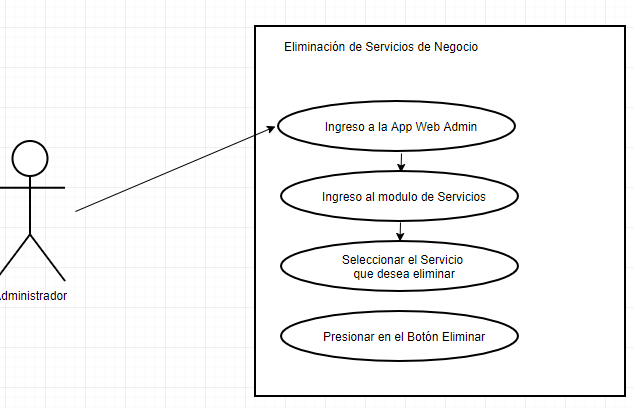 Eliminación de Servicios de Negocio
Ingreso a la App Web Admin
Ingreso al modulo de Servicios
Seleccionar el Servicio
que desea eliminar
dministrador
Presionar en el Botón Eliminar